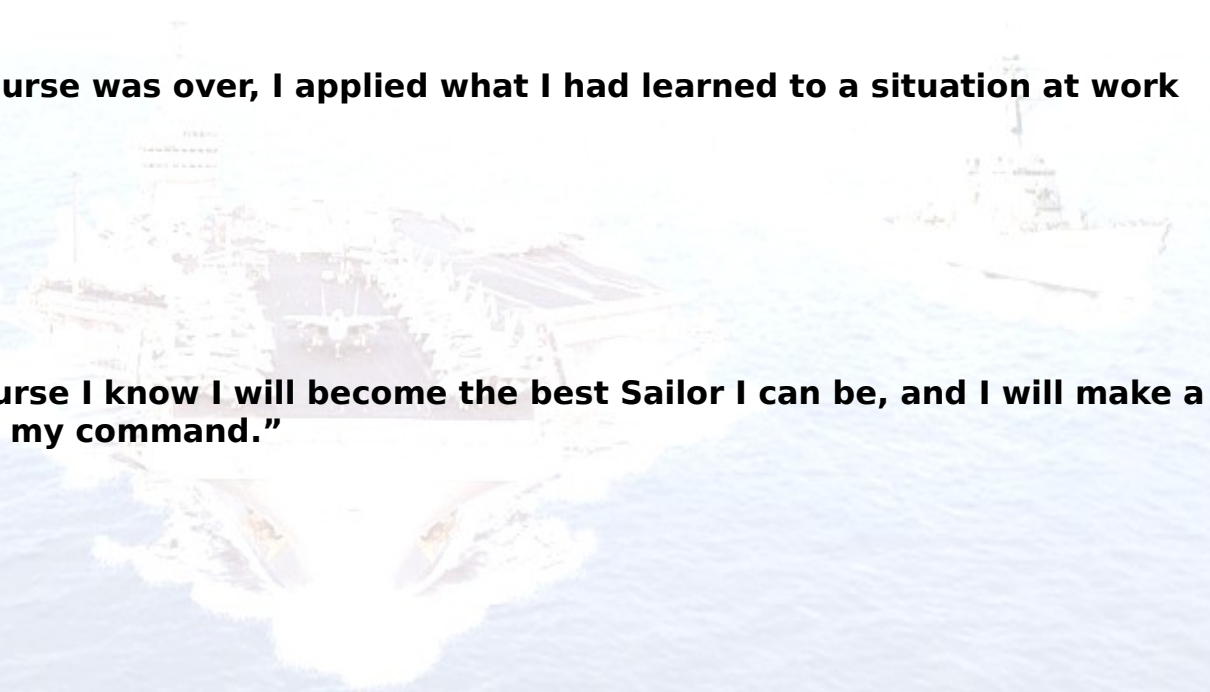 urse was over, I applied what I had learned to a situation at work
urse I know I will become the best Sailor I can be, and I will make a
my command.”